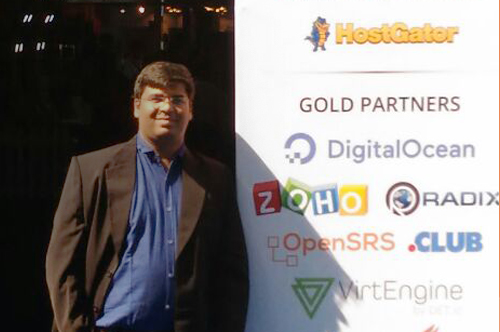 HostGator
GOLD PARTNERS
DigitalOcean
ZOHO RADIX
OpenSRS .CLUB
VirtEngine